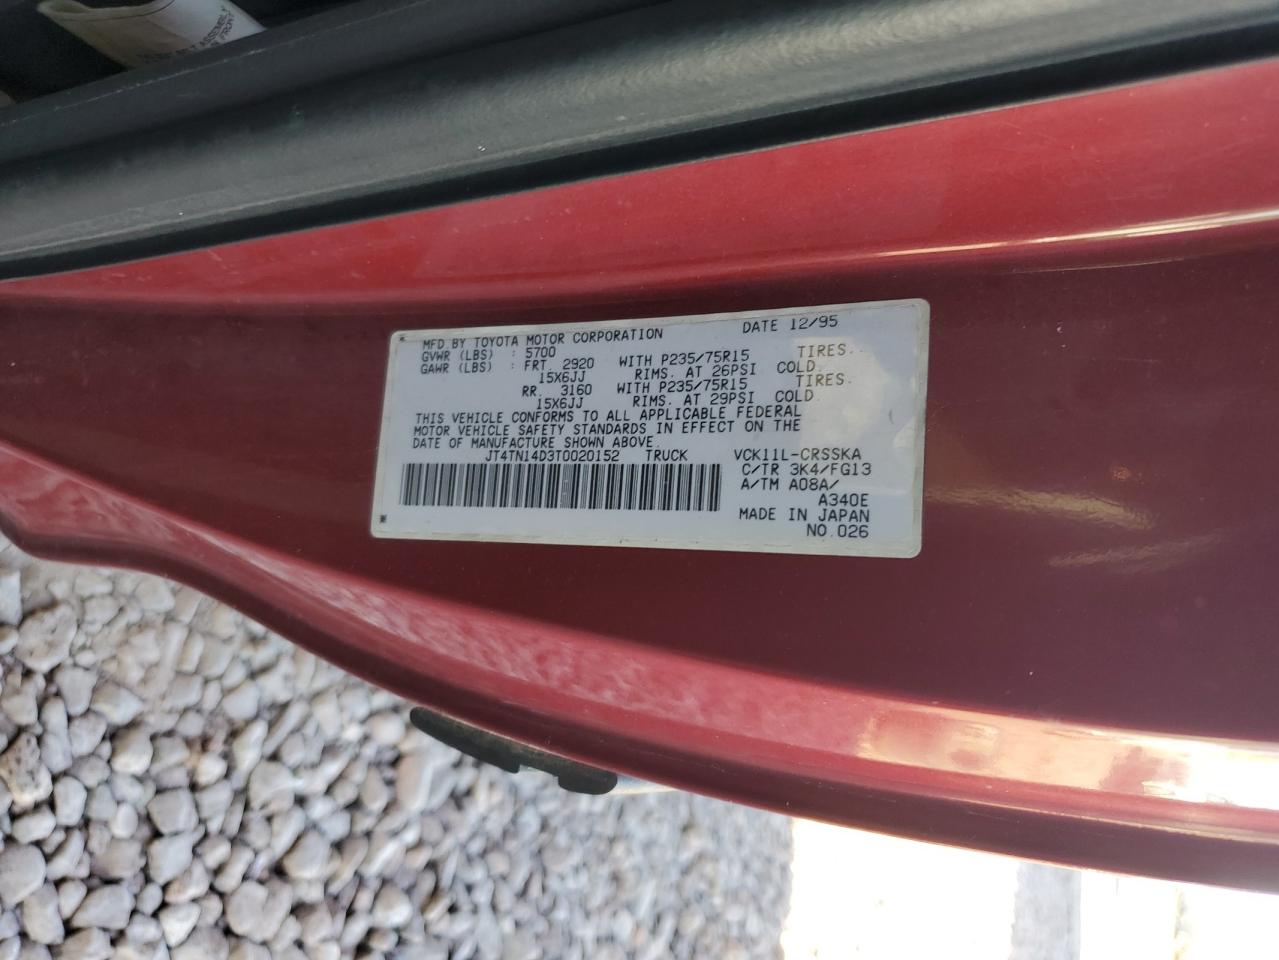 T ASSEMBLY
FRONT
MFD BY TOYOTA MOTOR CORPORATION DATE 12/95
GVWR (LBS) : 5700
GAWR (LBS) : FRT. 2920 WITH P235/75R15 TIRES.
15X6JJ RIMS. AT 26PSI COLD.
RR. 3160 WITH P235/75R15 TIRES.
15X6JJ RIMS. AT 29PSI COLD.
THIS VEHICLE CONFORMS TO ALL APPLICABLE FEDERAL
MOTOR VEHICLE SAFETY STANDARDS IN EFFECT ON THE
DATE OF MANUFACTURE SHOWN ABOVE.
JT4TN14D3T0020152 TRUCK VCK11L-CRSSKA
C/TR 3K4/FG13
A/TM A08A/
A340E
MADE IN JAPAN
NO.026